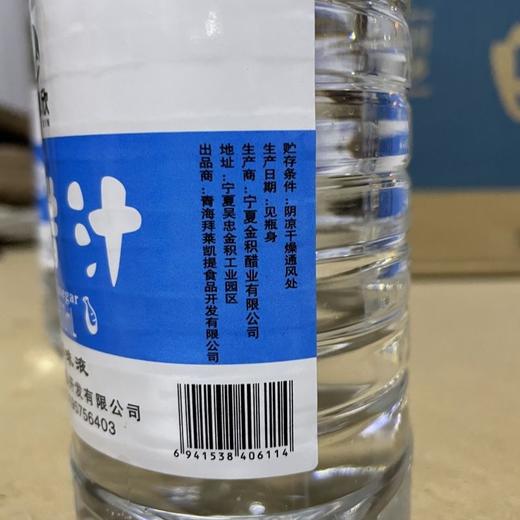 汁
贮存条件：阴凉干燥通风处
生产日期：见瓶身
生产商：宁夏金积醋业有限公司
地址：宁夏吴忠金积工业园区
出品商：青海拜莱凯提食品开发有限公司
液
发有限公司
6403
6 941538 406114